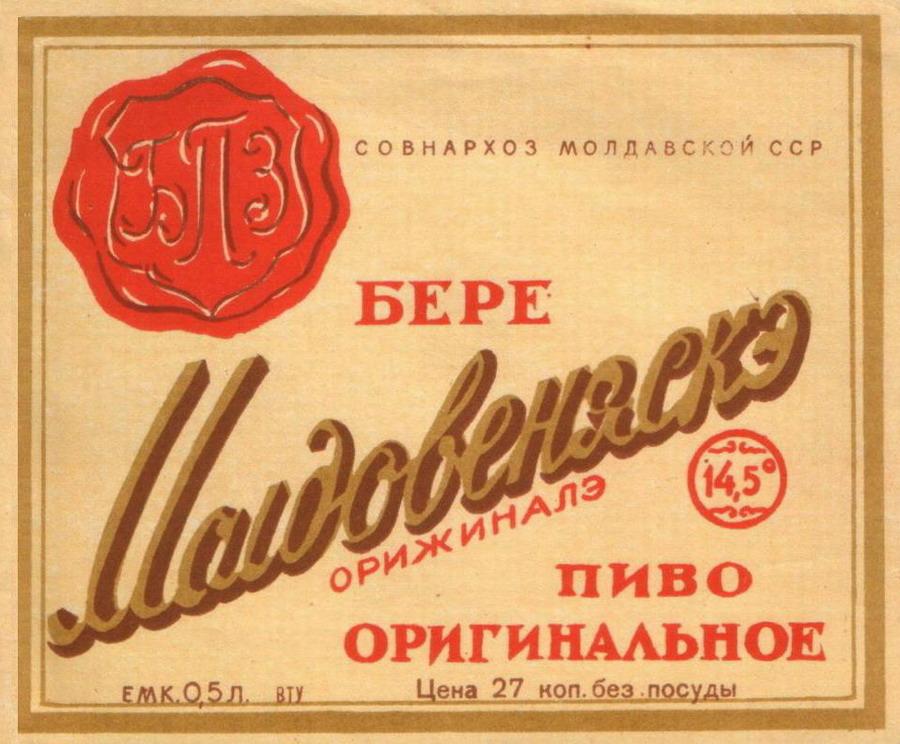 БПЗ
СОВНАРХОЗ МОЛДАВСКОЙ ССР
БЕРЕ
Молдовеняскэ
ОРИЖИНАЛЭ
14,5°
ПИВО
ОРИГИНАЛЬНОЕ
ЕМК. 0,5 Л. ВТУ
Цена 27 коп. без посуды